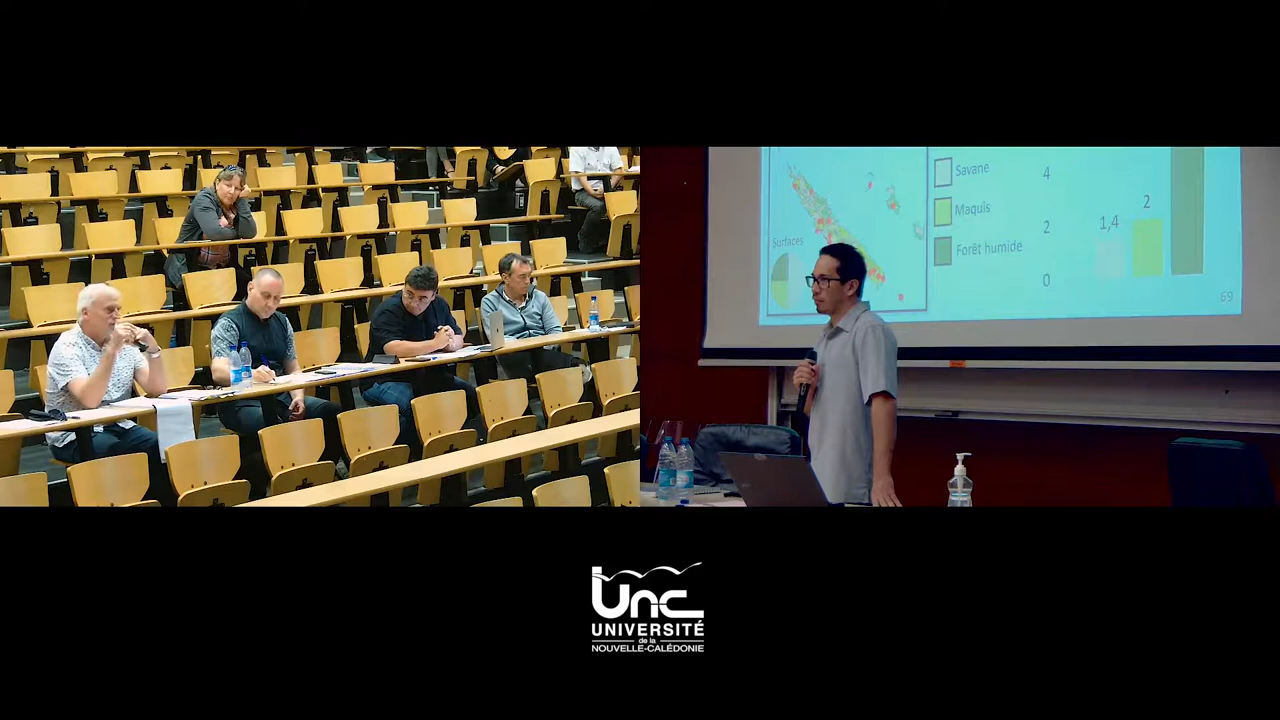 Surfaces
Savane
Maquis
Forêt humide
4
2
0
1,4
2
69
Unc
UNIVERSITÉ
de la
NOUVELLE-CALÉDONIE